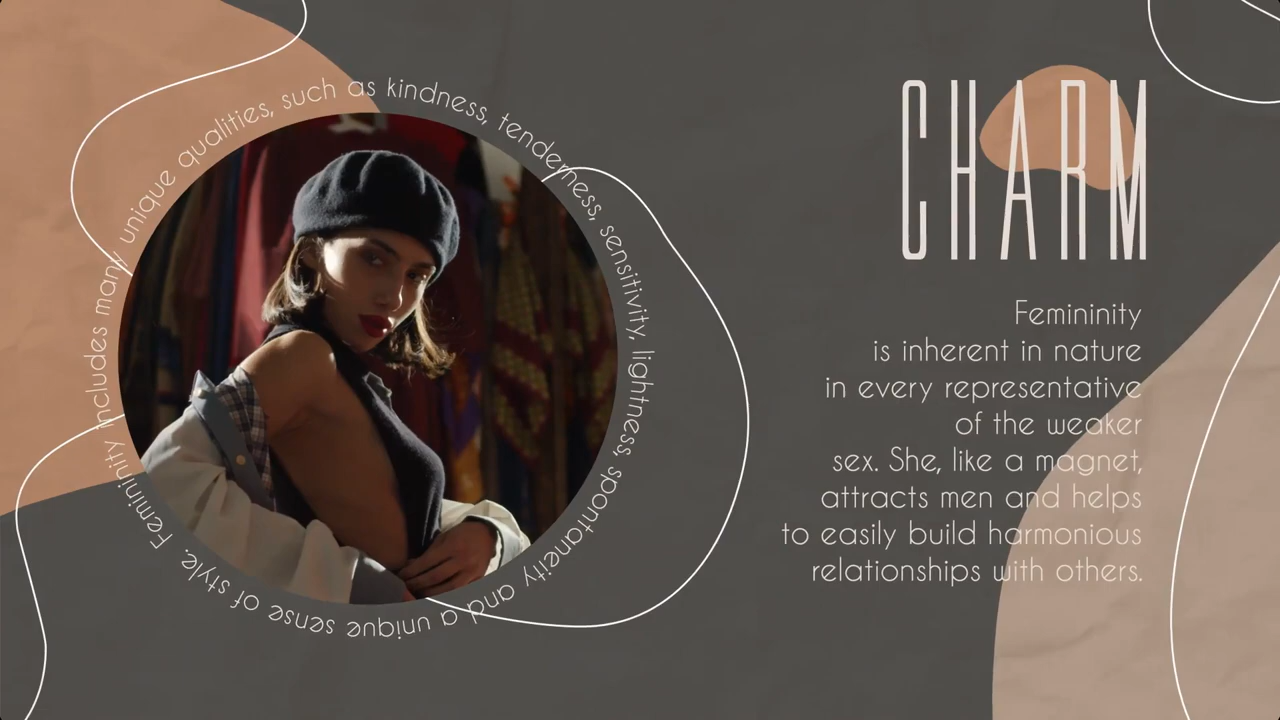 Femininity includes many unique qualities, such as kindness, tenderness, sensitivity, lightness, spontaneity and a unique sense of style.
CHARM
Femininity
is inherent in nature
in every representative
of the weaker
sex. She, like a magnet,
attracts men and helps
to easily build harmonious
relationships with others.